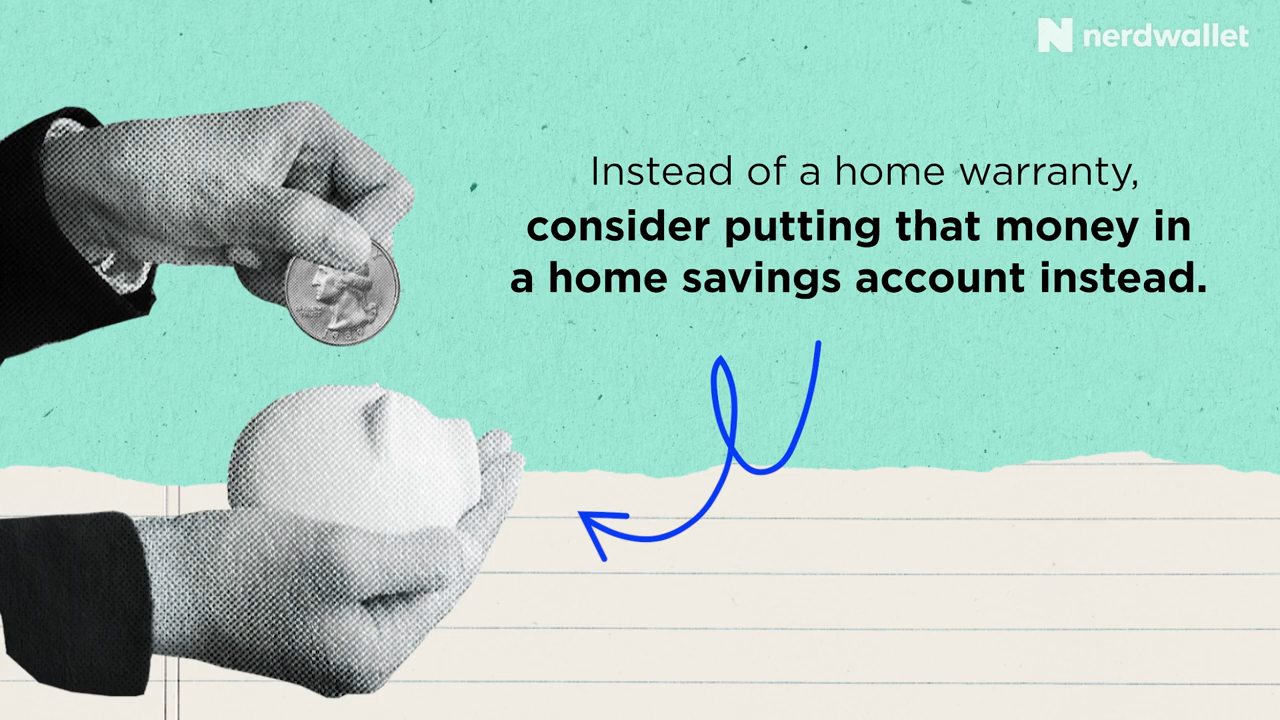 nerdwallet
Instead of a home warranty,
consider putting that money in
a home savings account instead.